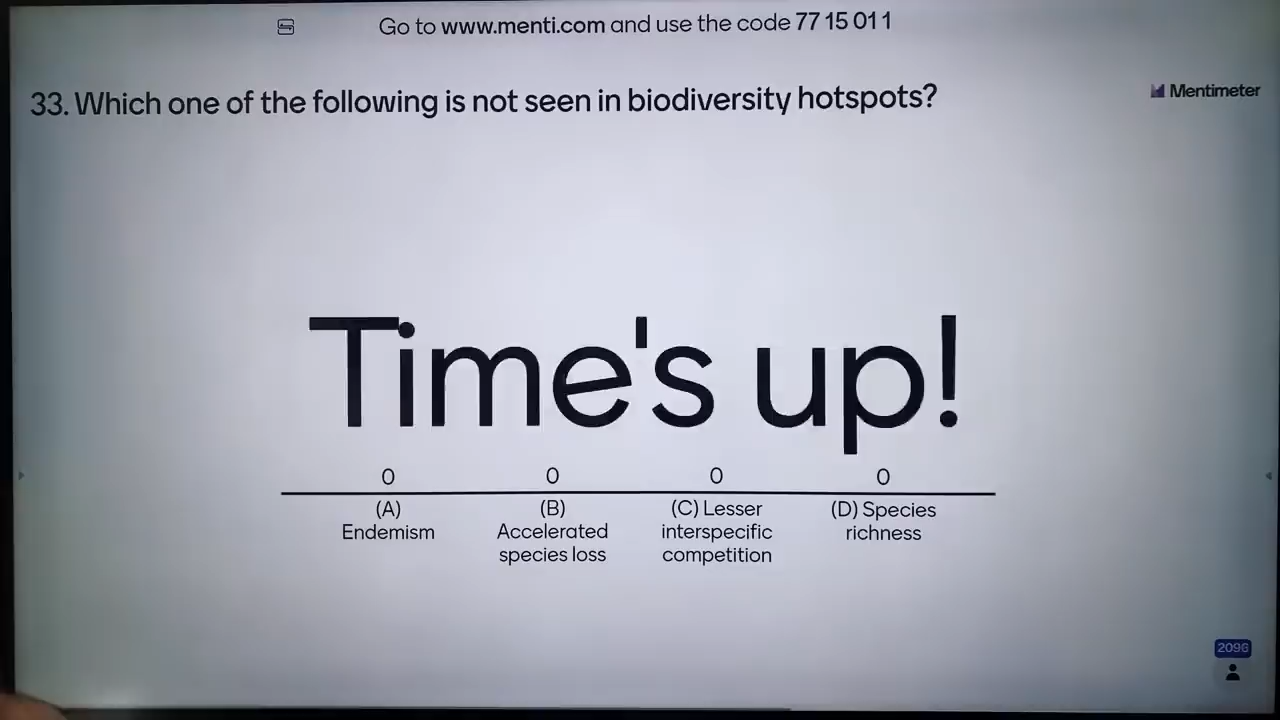 Go to www.menti.com and use the code 77 15 01 1
33. Which one of the following is not seen in biodiversity hotspots?
Mentimeter
Time's up!
0 0 0 0
(A) (B) (C) Lesser (D) Species
Endemism Accelerated interspecific richness
species loss competition
2096